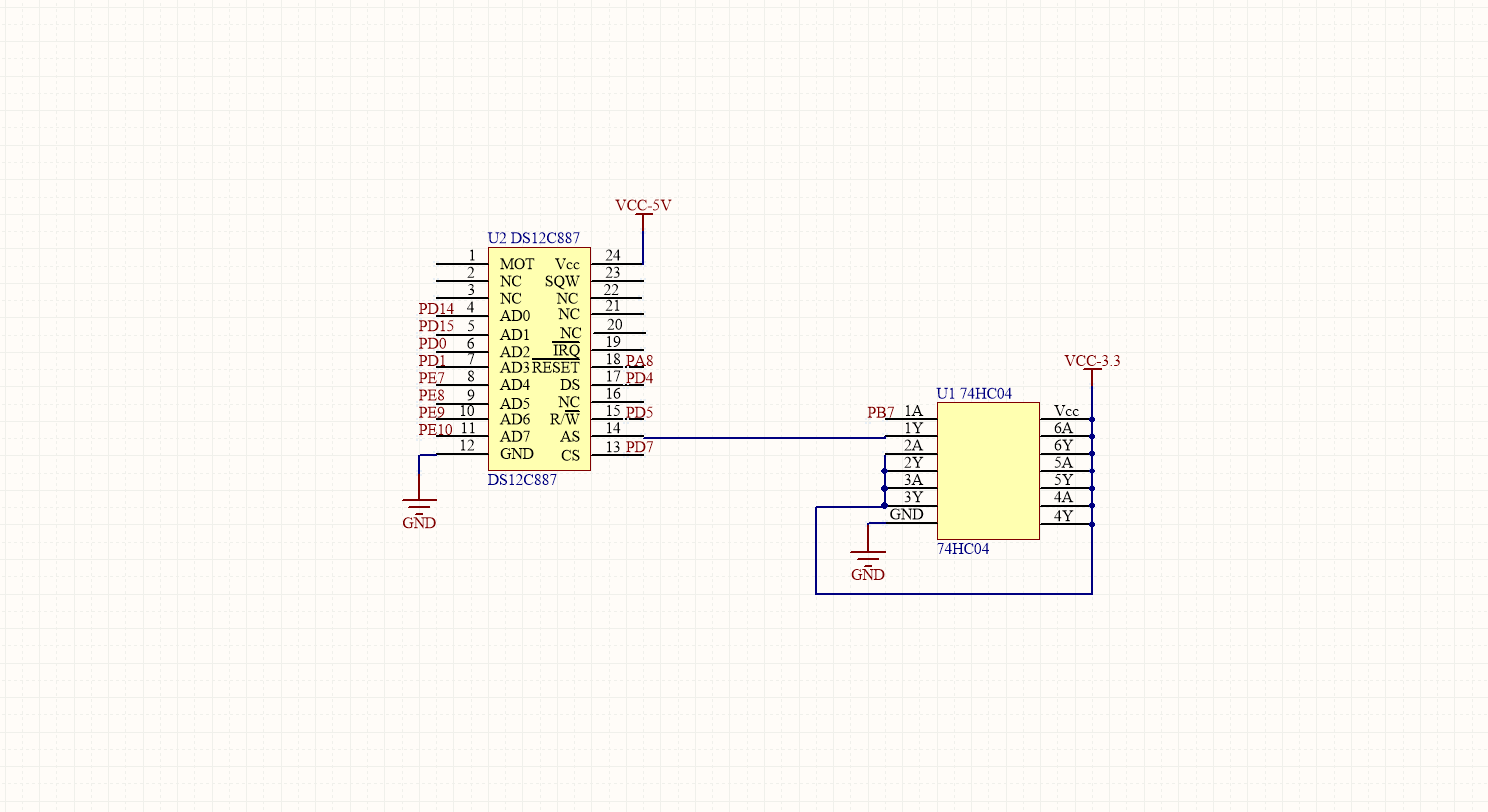 VCC-5V
U2 DS12C887
1 MOT Vcc 24
2 NC SQW 23
3 NC NC 22
PD14 4 AD0 NC 21
PD15 5 AD1 NC 20
PD0 6 AD2 IRQ 19
PD1 7 AD3 RESET 18 PA8
PE7 8 AD4 DS 17 PD4
PE8 9 AD5 NC 16
PE9 10 AD6 R/W 15 PD5
PE10 11 AD7 AS 14
12 GND CS 13 PD7
DS12C887
GND
VCC-3.3
U1 74HC04
PB7 1A Vcc
1Y 6A
2A 6Y
2Y 5A
3A 5Y
3Y 4A
GND 4Y
74HC04
GND